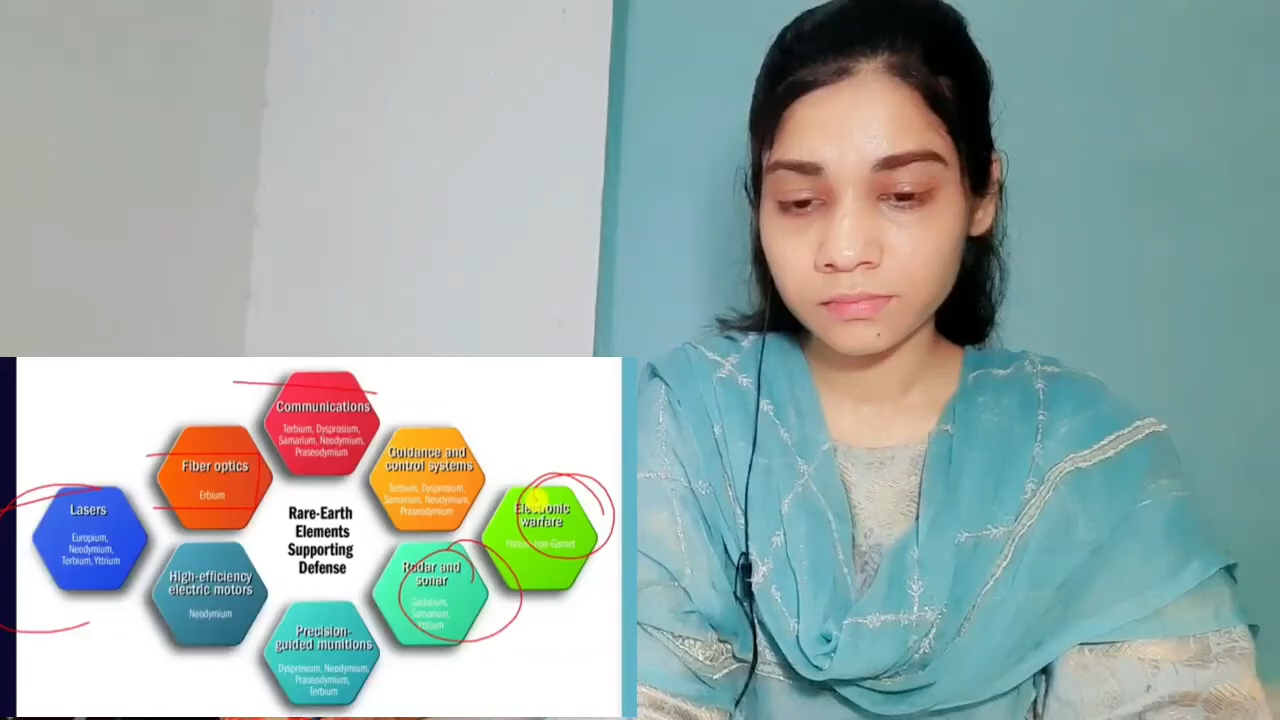 Communications
Terbium, Dysprosium,
Samarium, Neodymium,
Praseodymium
Fiber optics
Erbium
Guidance and
control systems
Terbium, Dysprosium,
Samarium, Neodymium,
Praseodymium
Lasers
Europium,
Neodymium,
Terbium, Yttrium
Rare-Earth
Elements
Supporting
Defense
Electronic
warfare
Yttrium-Iron-Garnet
High-efficiency
electric motors
Neodymium
Radar and
sonar
Samarium,
Yttrium
Precision-
guided munitions
Dysprosium, Neodymium,
Praseodymium,
Terbium